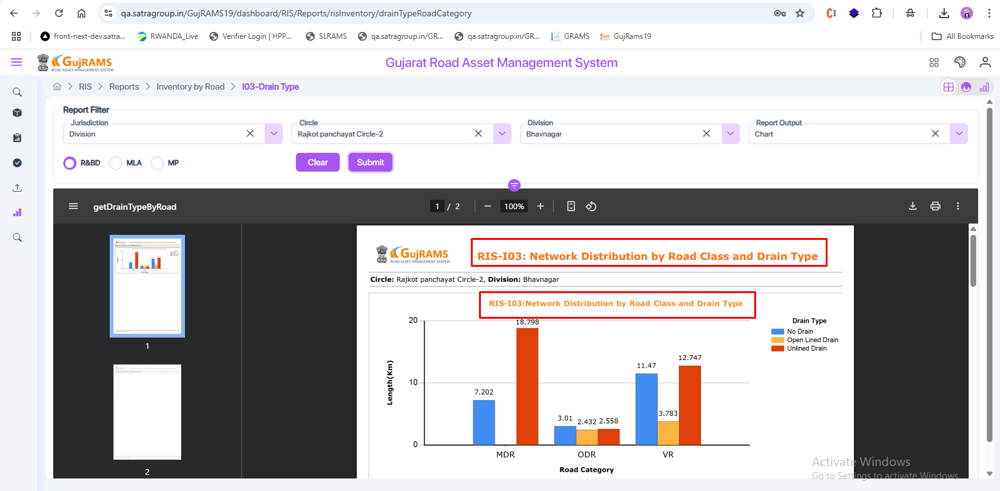 qa.satragroup.in/GujRAMS19/dashboard/RIS/Reports/risInventory/drainTypeRoadCategory
front-next-dev.satra...
RWANDA_Live
Verifier Login | HPP...
SLRAMS
qa.satragroup.in/GR...
qa.satragroup.in/GR...
GRAMS
GujRams19
All Bookmarks
GUJRAMS
ROAD ASSET MANAGEMENT SYSTEM
Gujarat Road Asset Management System
RIS > Reports > Inventory by Road > I03-Drain Type
Report Filter
Jurisdiction
Division
Circle
Rajkot panchayat Circle-2
Division
Bhavnagar
Report Output
Chart
R&BD
MLA
MP
Clear
Submit
getDrainTypeByRoad
1 / 2
100%
1
2
GUJRAMS
ROAD ASSET MANAGEMENT SYSTEM
RIS-I03: Network Distribution by Road Class and Drain Type
Circle: Rajkot panchayat Circle-2, Division: Bhavnagar
RIS-I03:Network Distribution by Road Class and Drain Type
Drain Type
No Drain
Open Lined Drain
Unlined Drain
Length(Km)
20
10
0
7.202
18.798
3.01
2.432
2.558
11.47
3.783
12.747
MDR
ODR
VR
Road Category
Activate Windows
Go to Settings to activate Windows.